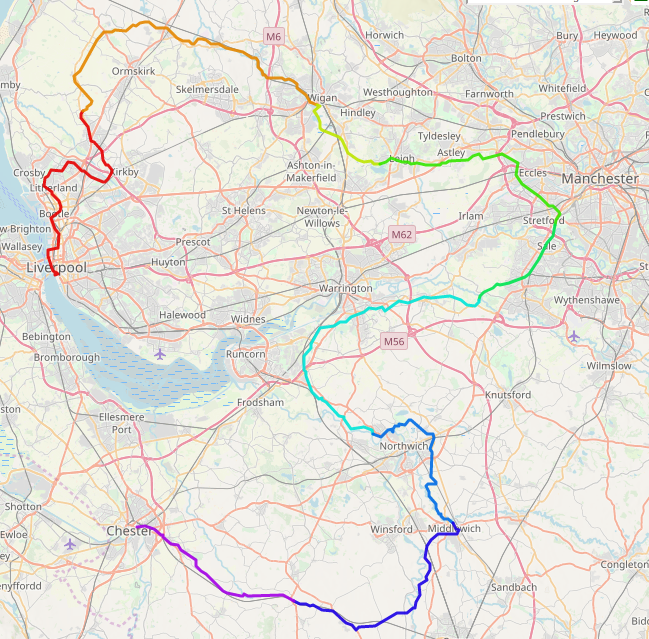 Horwich
Bury
Heywood
M6
Bolton
Ormskirk
Skelmersdale
Wigan
Westhoughton
Farnworth
Whitefield
Hindley
Prestwich
Tyldesley
Pendlebury
Astley
Leigh
Crosby
Kirkby
Ashton-in-
Makerfield
Eccles
Manchester
Litherland
Bootle
St Helens
Newton-le-
Willows
Irlam
Stretford
w Brighton
Wallasey
Prescot
M62
Sale
Liverpool
Huyton
Warrington
Wythenshawe
Halewood
Widnes
Bebington
M56
Bromborough
Runcorn
Wilmslow
Knutsford
Frodsham
Ellesmere
Port
Northwich
Shotton
Chester
Winsford
Middlewich
Ewloe
Congleton
enyffordd
Sandbach